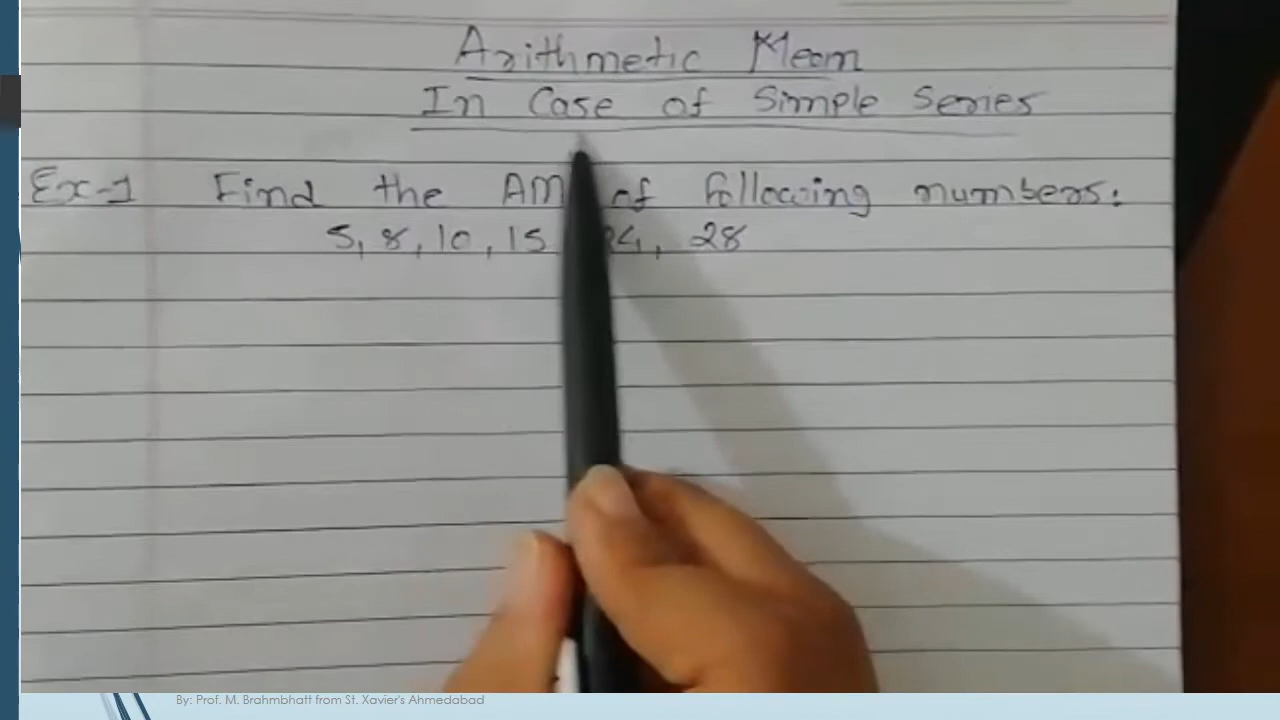 Arithmetic Mean
In Case of Simple Series
Ex-1 Find the AM of following numbers:
5, 8, 10, 15 24, 28
By: Prof. M. Brahmbhatt from St. Xavier's Ahmedabad